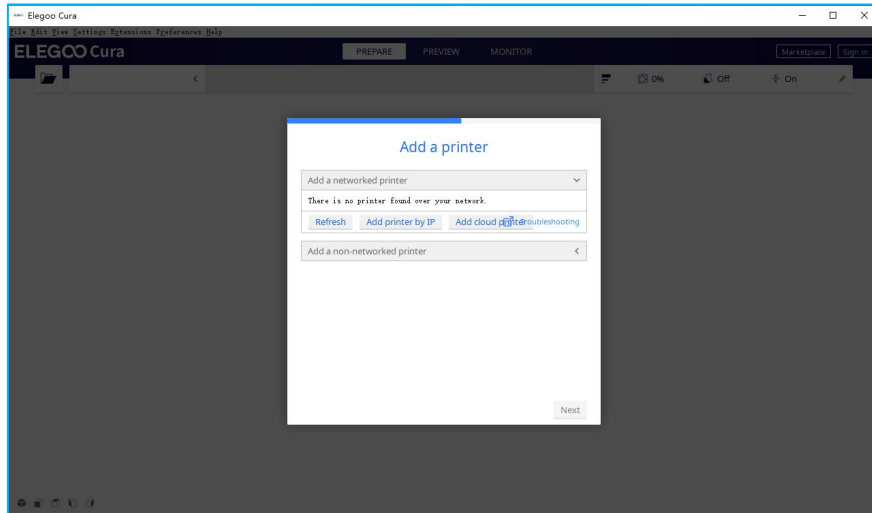 Elegoo Cura
File Edit View Settings Extensions Preferences Help
ELEGOO Cura
PREPARE PREVIEW MONITOR
Marketplace Sign in
0% Off On
Add a printer
Add a networked printer
There is no printer found over your network.
Refresh Add printer by IP Add cloud printer Troubleshooting
Add a non-networked printer
Next